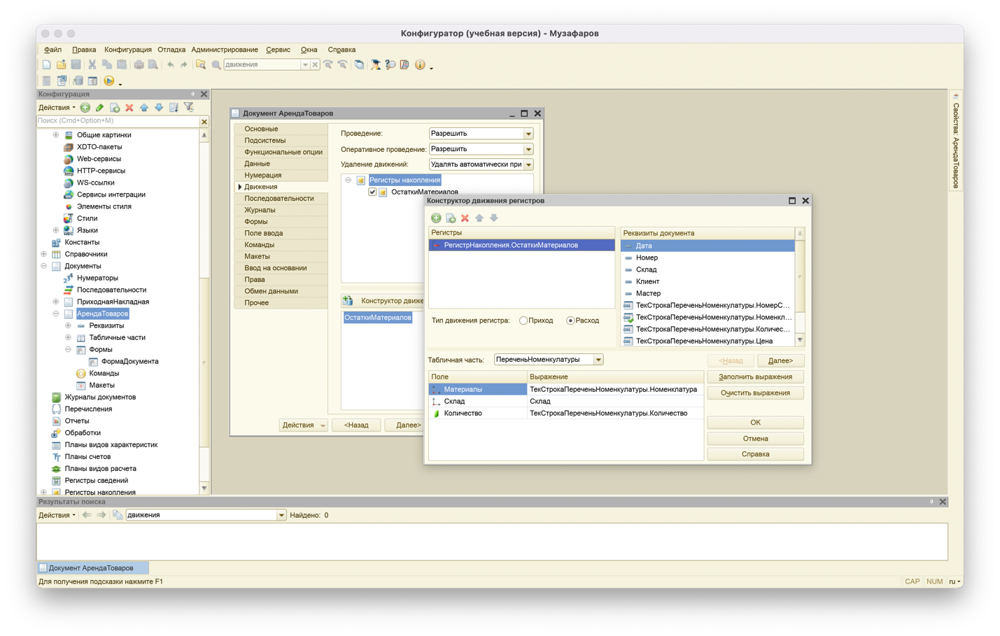 Конфигуратор (учебная версия) - Музафаров
Файл Правка Конфигурация Отладка Администрирование Сервис Окна Справка
движения
Конфигурация
Действия
Поиск (Cmd+Option+M)
Общие картинки
XDTO-пакеты
Web-сервисы
HTTP-сервисы
WS-ссылки
Сервисы интеграции
Элементы стиля
Стили
Языки
Константы
Справочники
Документы
Нумераторы
Последовательности
ПриходнаяНакладная
АрендаТоваров
Реквизиты
Табличные части
Формы
ФормаДокумента
Команды
Макеты
Журналы документов
Перечисления
Отчеты
Обработки
Планы видов характеристик
Планы счетов
Планы видов расчета
Регистры сведений
Регистры накопления
Документ АрендаТоваров
Основные
Подсистемы
Функциональные опции
Данные
Нумерация
Движения
Последовательности
Журналы
Формы
Поле ввода
Команды
Макеты
Ввод на основании
Права
Обмен данными
Прочее
Проведение: Разрешить
Оперативное проведение: Разрешить
Удаление движений: Удалять автоматически при
Регистры накопления
ОстаткиМатериалов
Конструктор движе
ОстаткиМатериалов
Действия <Назад Далее>
Конструктор движения регистров
Регистры
РегистрНакопления.ОстаткиМатериалов
Тип движения регистра: Приход Расход
Реквизиты документа
Дата
Номер
Склад
Клиент
Мастер
ТекСтрокаПереченьНоменкулатуры.НомерС...
ТекСтрокаПереченьНоменкулатуры.Номенкл...
ТекСтрокаПереченьНоменкулатуры.Количес...
ТекСтрокаПереченьНоменкулатуры.Цена
Табличная часть: ПереченьНоменкулатуры
<Назад Далее>
Поле Выражение
Материалы ТекСтрокаПереченьНоменкулатуры.Номенклатура
Склад Склад
Количество ТекСтрокаПереченьНоменкулатуры.Количество
Заполнить выражения
Очистить выражения
OK
Отмена
Справка
Свойства: АрендаТоваров
Результаты поиска
Действия движения Найдено: 0
Документ АрендаТоваров
Для получения подсказки нажмите F1
CAP NUM ru